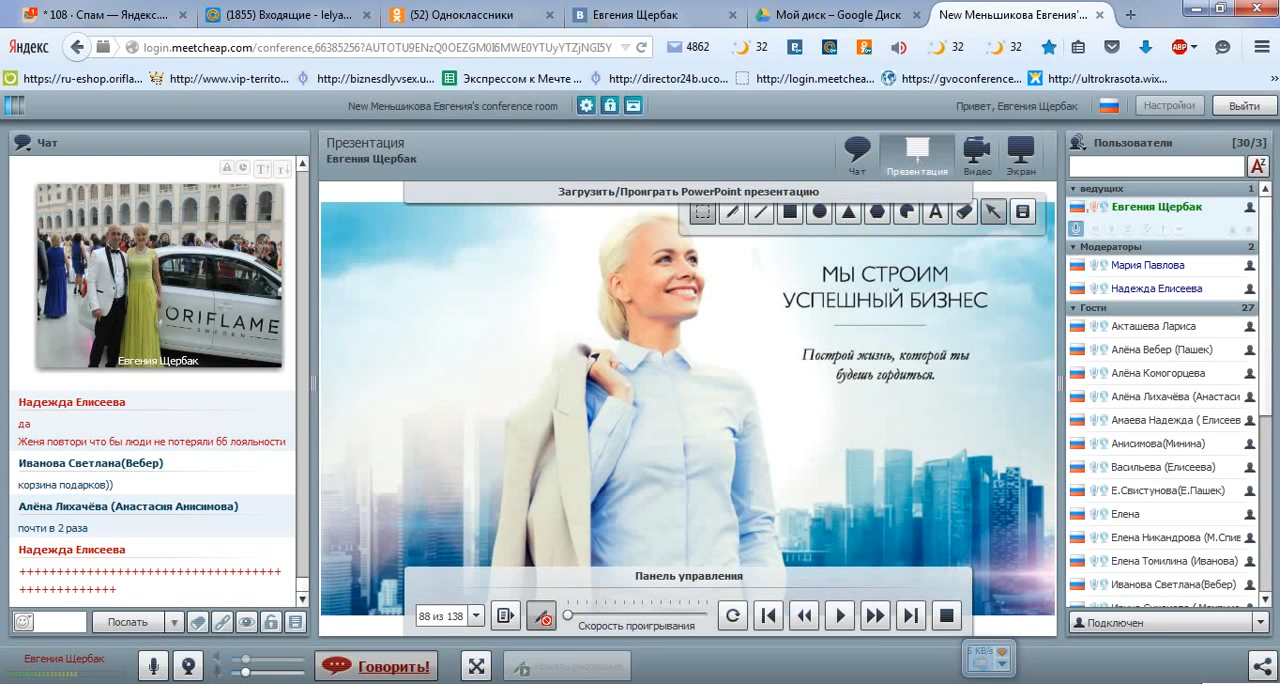 * 108 · Спам — Яндекс....
(1855) Входящие - lelya...
(52) Одноклассники
Евгения Щербак
Мой диск – Google Диск
New Меньшикова Евгения'...
Яндекс
login.meetcheap.com/conference,66385256?AUTOTU9ENzQ0OEZGM0I6MWE0YTUyYTZjNGI5Y
4862
32
32
32
ABP
https://ru-eshop.orifla...
http://www.vip-territo...
http://biznesdlyvsex.u...
Экспрессом к Мечте ...
http://director24b.uco...
http://login.meetchea...
https://gvoconference...
http://ultrokrasota.wix...
New Меньшикова Евгения's conference room
Привет, Евгения Щербак
Настройки
Выйти
Чат
ORIFLAME
SWEDEN
Евгения Щербак
Надежда Елисеева
да
Женя повтори что бы люди не потеряли бб лояльности
Иванова Светлана(Вебер)
корзина подарков))
Алёна Лихачёва (Анастасия Анисимова)
почти в 2 раза
Надежда Елисеева
++++++++++++++++++++++++++++++++++++
+++++++++++++
Послать
Презентация
Евгения Щербак
Чат
Презентация
Видео
Экран
Загрузить/Проиграть PowerPoint презентацию
МЫ СТРОИМ
УСПЕШНЫЙ БИЗНЕС
Построй жизнь, которой ты
будешь гордиться.
Панель управления
88 из 138
Скорость проигрывания
Пользователи
[30/3]
ведущих 1
Евгения Щербак
Модераторы 2
Мария Павлова
Надежда Елисеева
Гости 27
Акташева Лариса
Алёна Вебер (Пашек)
Алёна Комогорцева
Алёна Лихачёва (Анастаси
Амаева Надежда ( Елисеев
Анисимова(Минина)
Васильева (Елисеева)
Е.Свистунова(Е.Пашек)
Елена
Елена Никандрова (М.Спив
Елена Томилина (Иванова)
Иванова Светлана(Вебер)
Подключен
Евгения Щербак
Говорить!
Начать рисование
5 KB/s